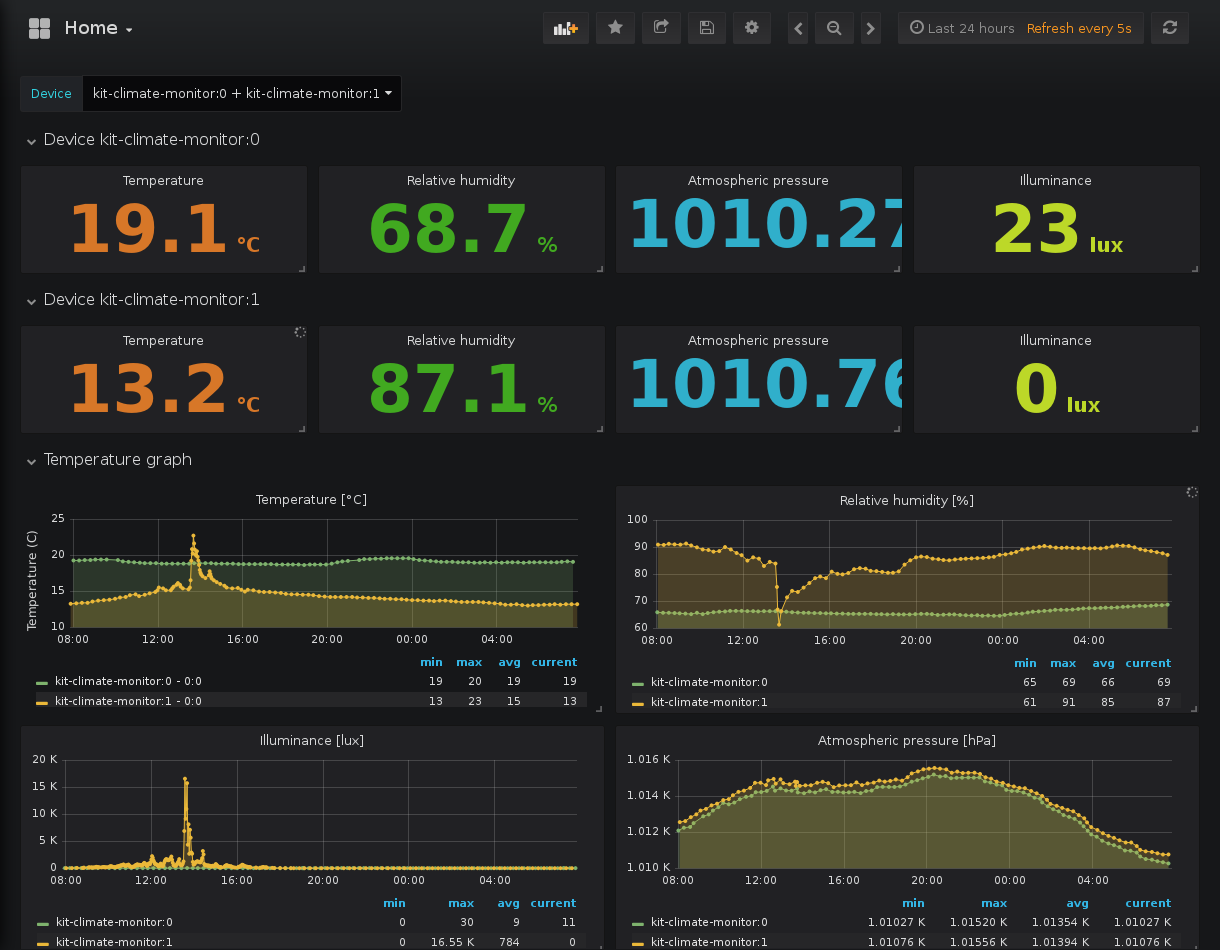 Home
Last 24 hours Refresh every 5s
Device kit-climate-monitor:0 + kit-climate-monitor:1
Device kit-climate-monitor:0
Temperature Relative humidity Atmospheric pressure Illuminance
19.1 °C 68.7 % 1010.27 23 lux
Device kit-climate-monitor:1
Temperature Relative humidity Atmospheric pressure Illuminance
13.2 °C 87.1 % 1010.76 0 lux
Temperature graph
Temperature [°C]
Temperature (C)
25
20
15
10
08:00 12:00 16:00 20:00 00:00 04:00
min max avg current
kit-climate-monitor:0 - 0:0 19 20 19 19
kit-climate-monitor:1 - 0:0 13 23 15 13
Relative humidity [%]
100
90
80
70
60
08:00 12:00 16:00 20:00 00:00 04:00
min max avg current
kit-climate-monitor:0 65 69 66 69
kit-climate-monitor:1 61 91 85 87
Illuminance [lux]
20 K
15 K
10 K
5 K
0
08:00 12:00 16:00 20:00 00:00 04:00
min max avg current
kit-climate-monitor:0 0 30 9 11
kit-climate-monitor:1 0 16.55 K 784 0
Atmospheric pressure [hPa]
1.016 K
1.014 K
1.012 K
1.010 K
08:00 12:00 16:00 20:00 00:00 04:00
min max avg current
kit-climate-monitor:0 1.01027 K 1.01520 K 1.01354 K 1.01027 K
kit-climate-monitor:1 1.01076 K 1.01556 K 1.01394 K 1.01076 K